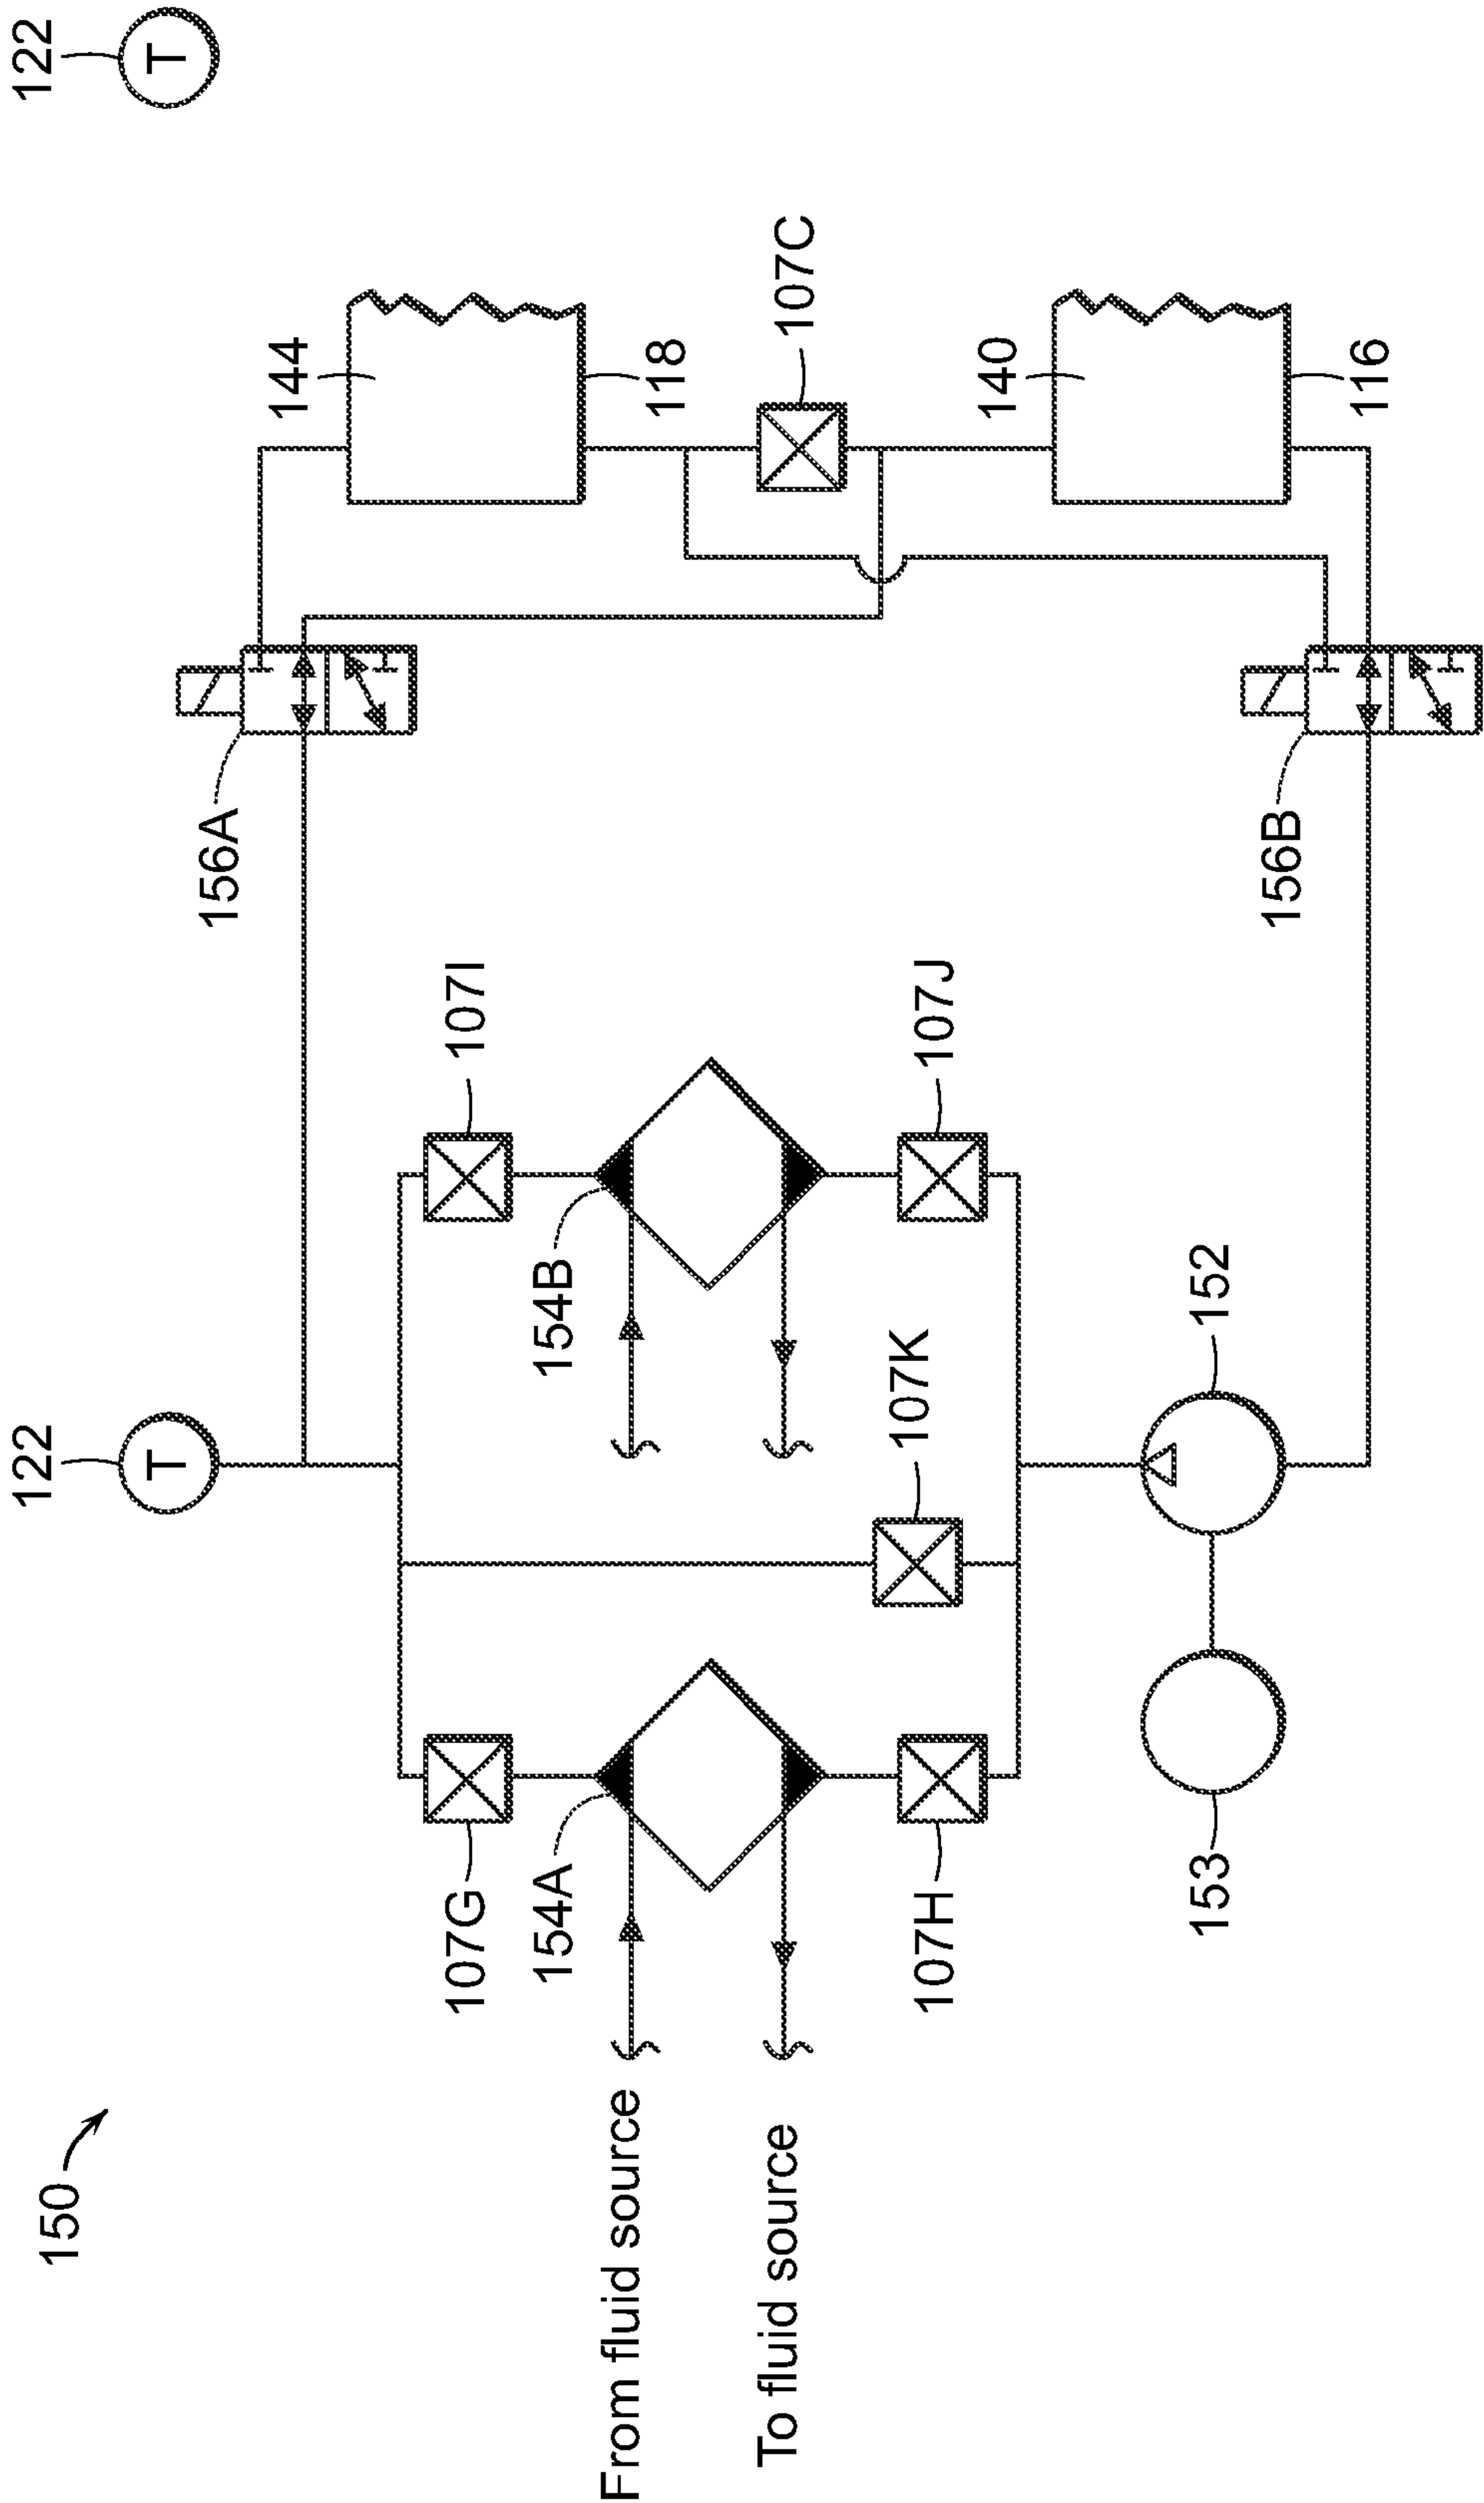 150
122
T
122
T
144
118
107C
140
116
156A
156B
107I
107J
154B
107K
152
107G
154A
107H
153
From fluid source
To fluid source